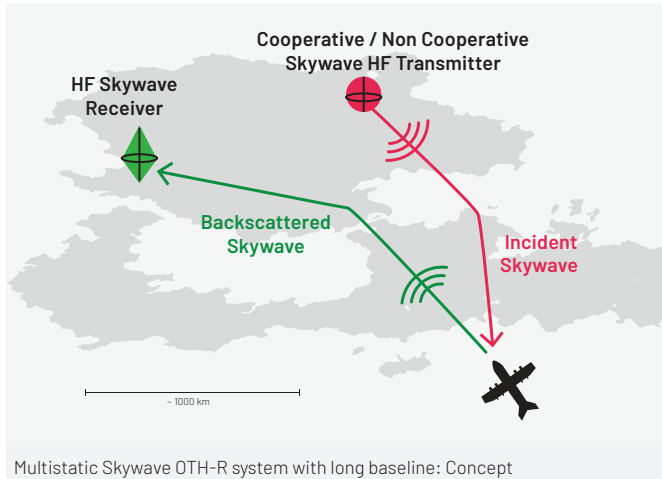 Cooperative / Non Cooperative
Skywave HF Transmitter
HF Skywave
Receiver
Backscattered
Skywave
Incident
Skywave
~ 1000 km
Multistatic Skywave OTH-R system with long baseline: Concept